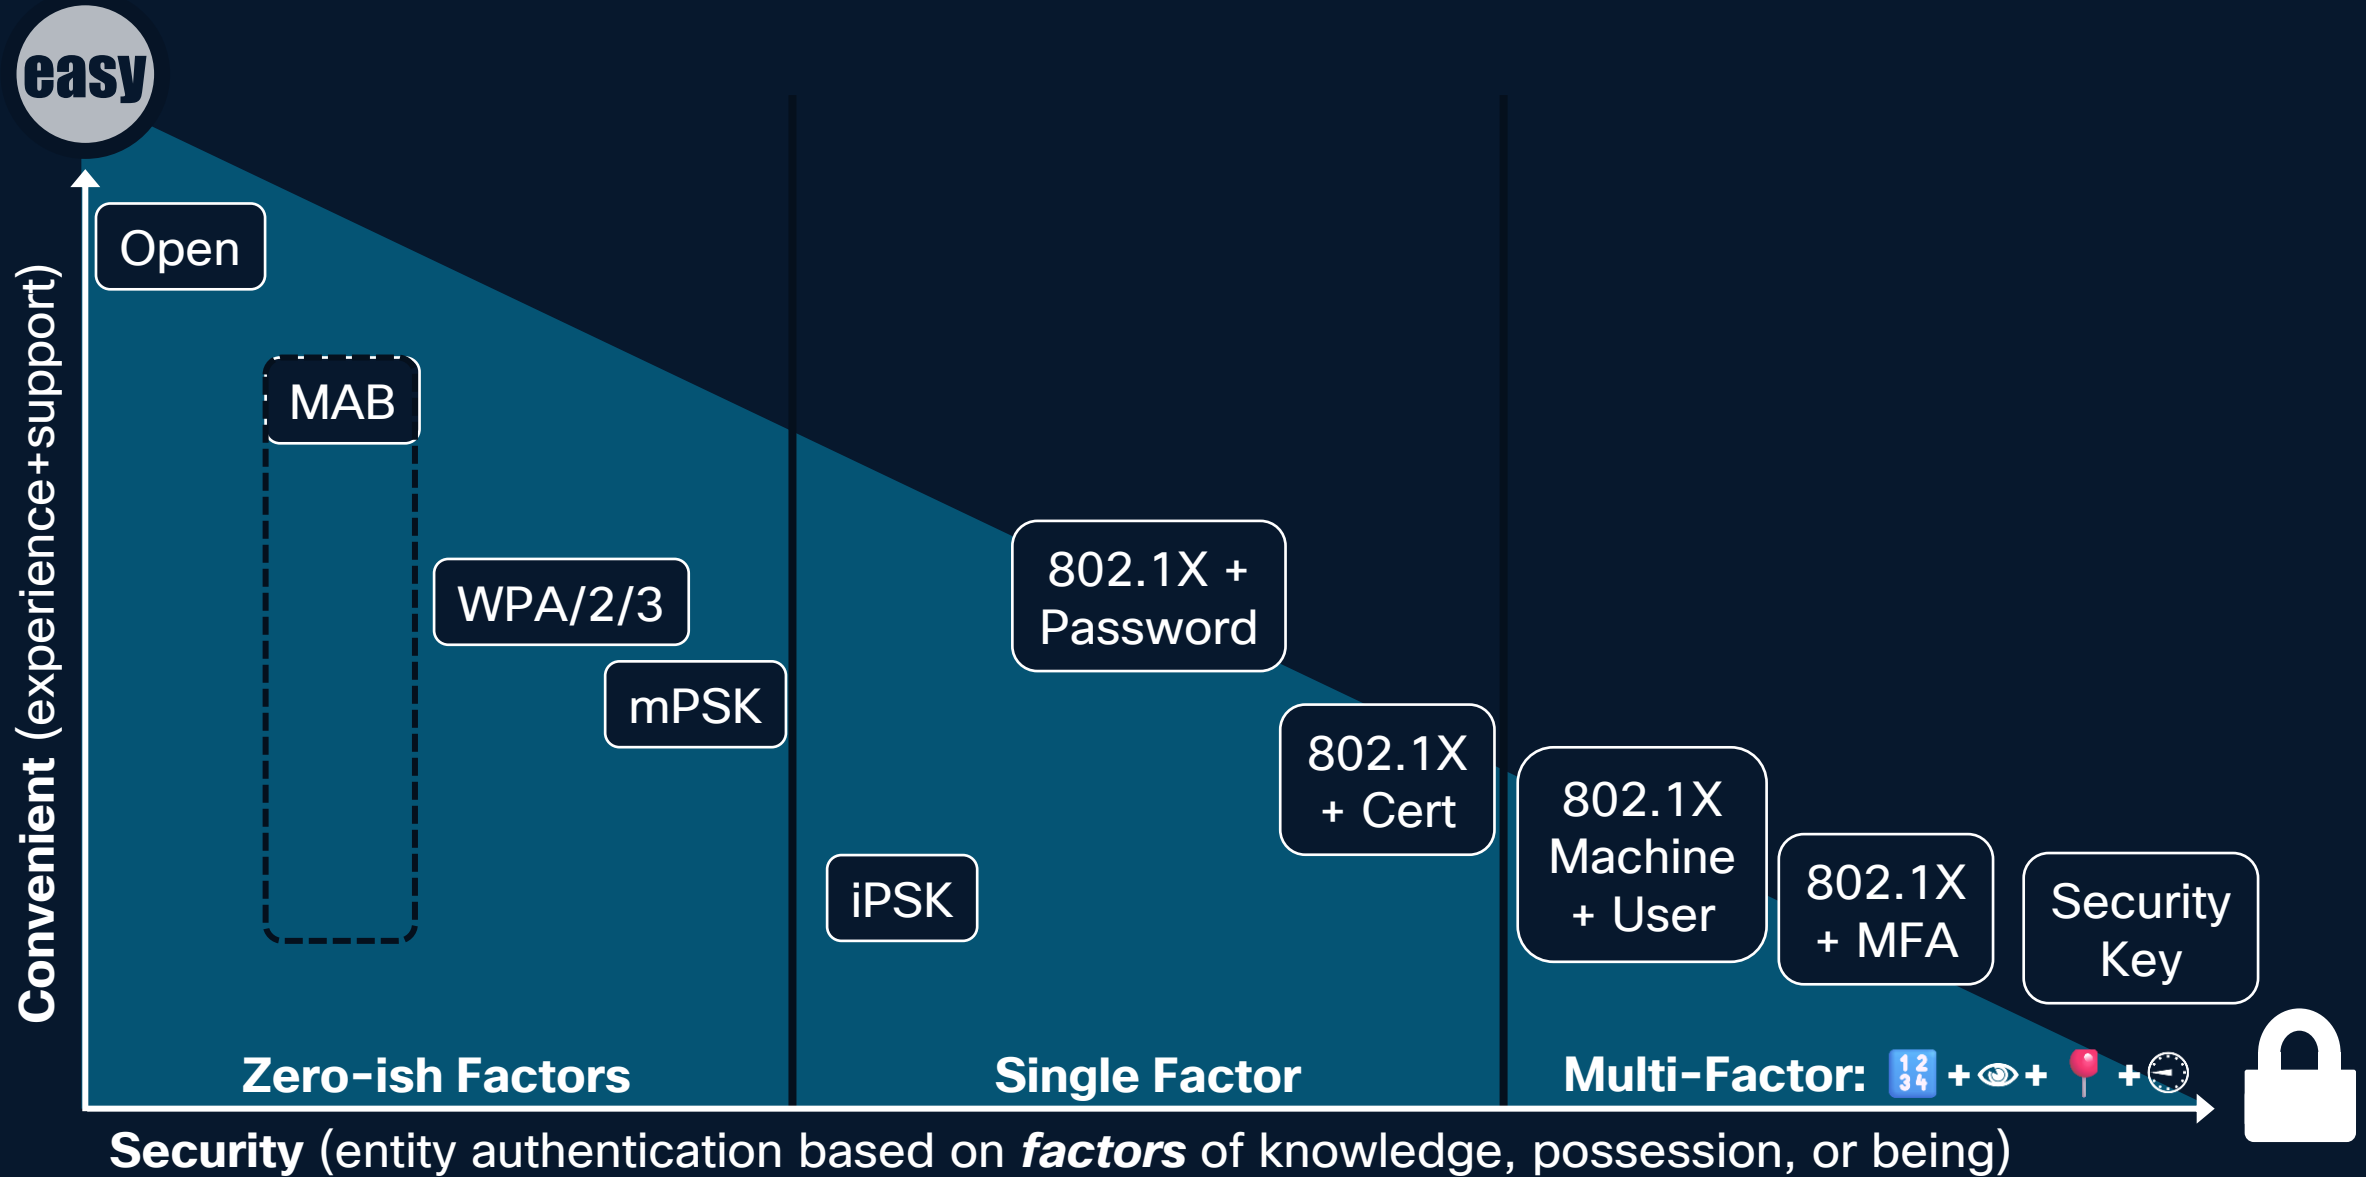 easy
Convenient (experience+support)
Open
MAB
WPA/2/3
mPSK
iPSK
802.1X +
Password
802.1X
+ Cert
802.1X
Machine
+ User
802.1X
+ MFA
Security
Key
Zero-ish Factors
Single Factor
Multi-Factor: 🔢 +👁+ 📍 +
Security (entity authentication based on factors of knowledge, possession, or being)